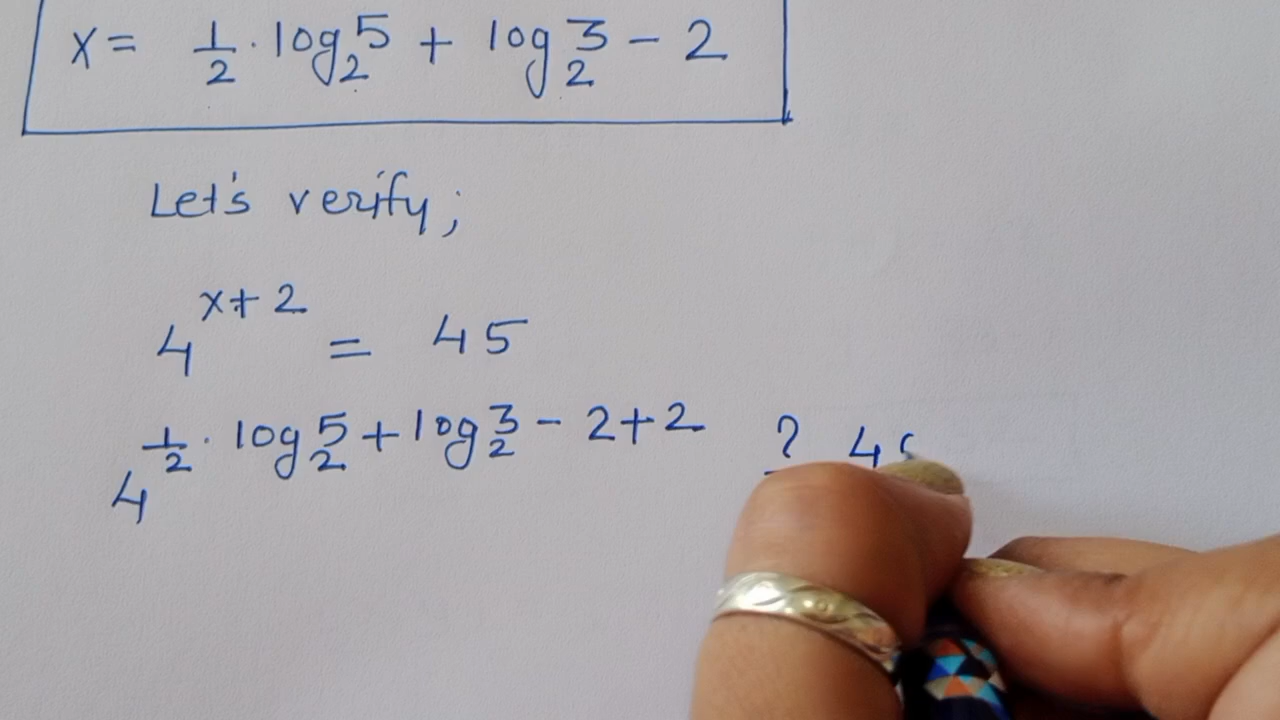 x = 1/2 · log₂5 + log₂3 - 2
Let's verify;
4^(x+2) = 45
4^(1/2 · log₂5 + log₂3 - 2+2) ? 4